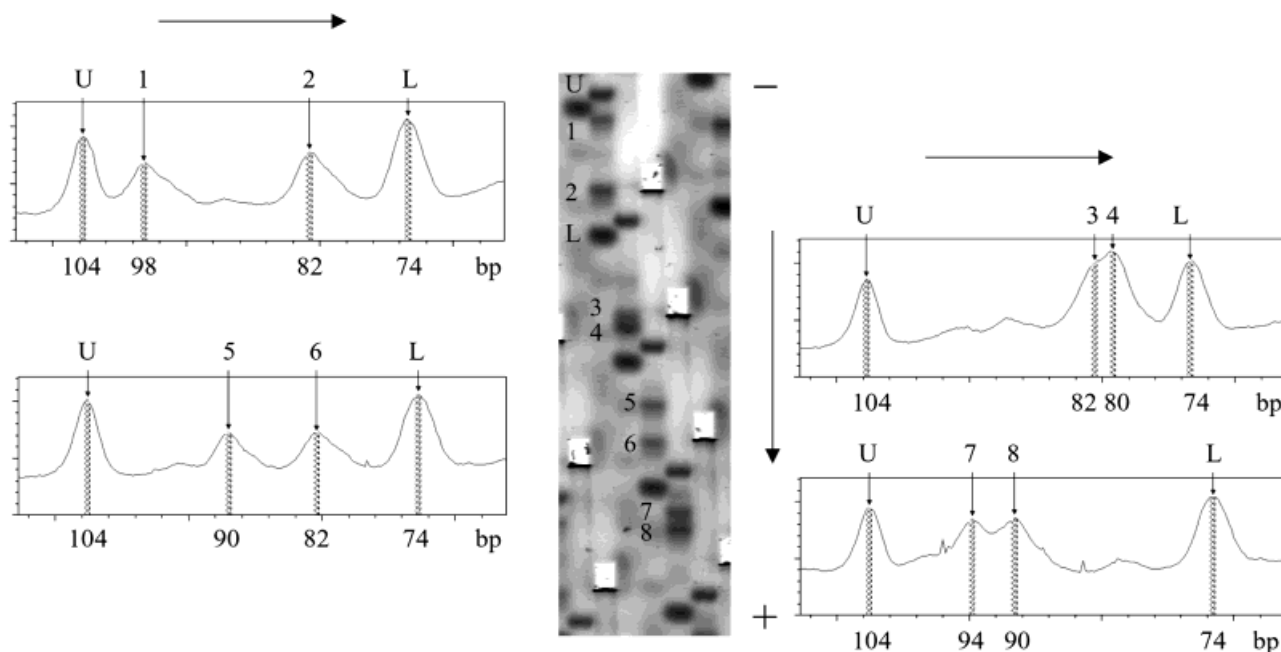 U 1 2 L
104 98 82 74 bp
U 5 6 L
104 90 82 74 bp
U
1
2
L
3
4
5
6
7
8
−
+
U 3 4 L
104 82 80 74 bp
U 7 8 L
104 94 90 74 bp